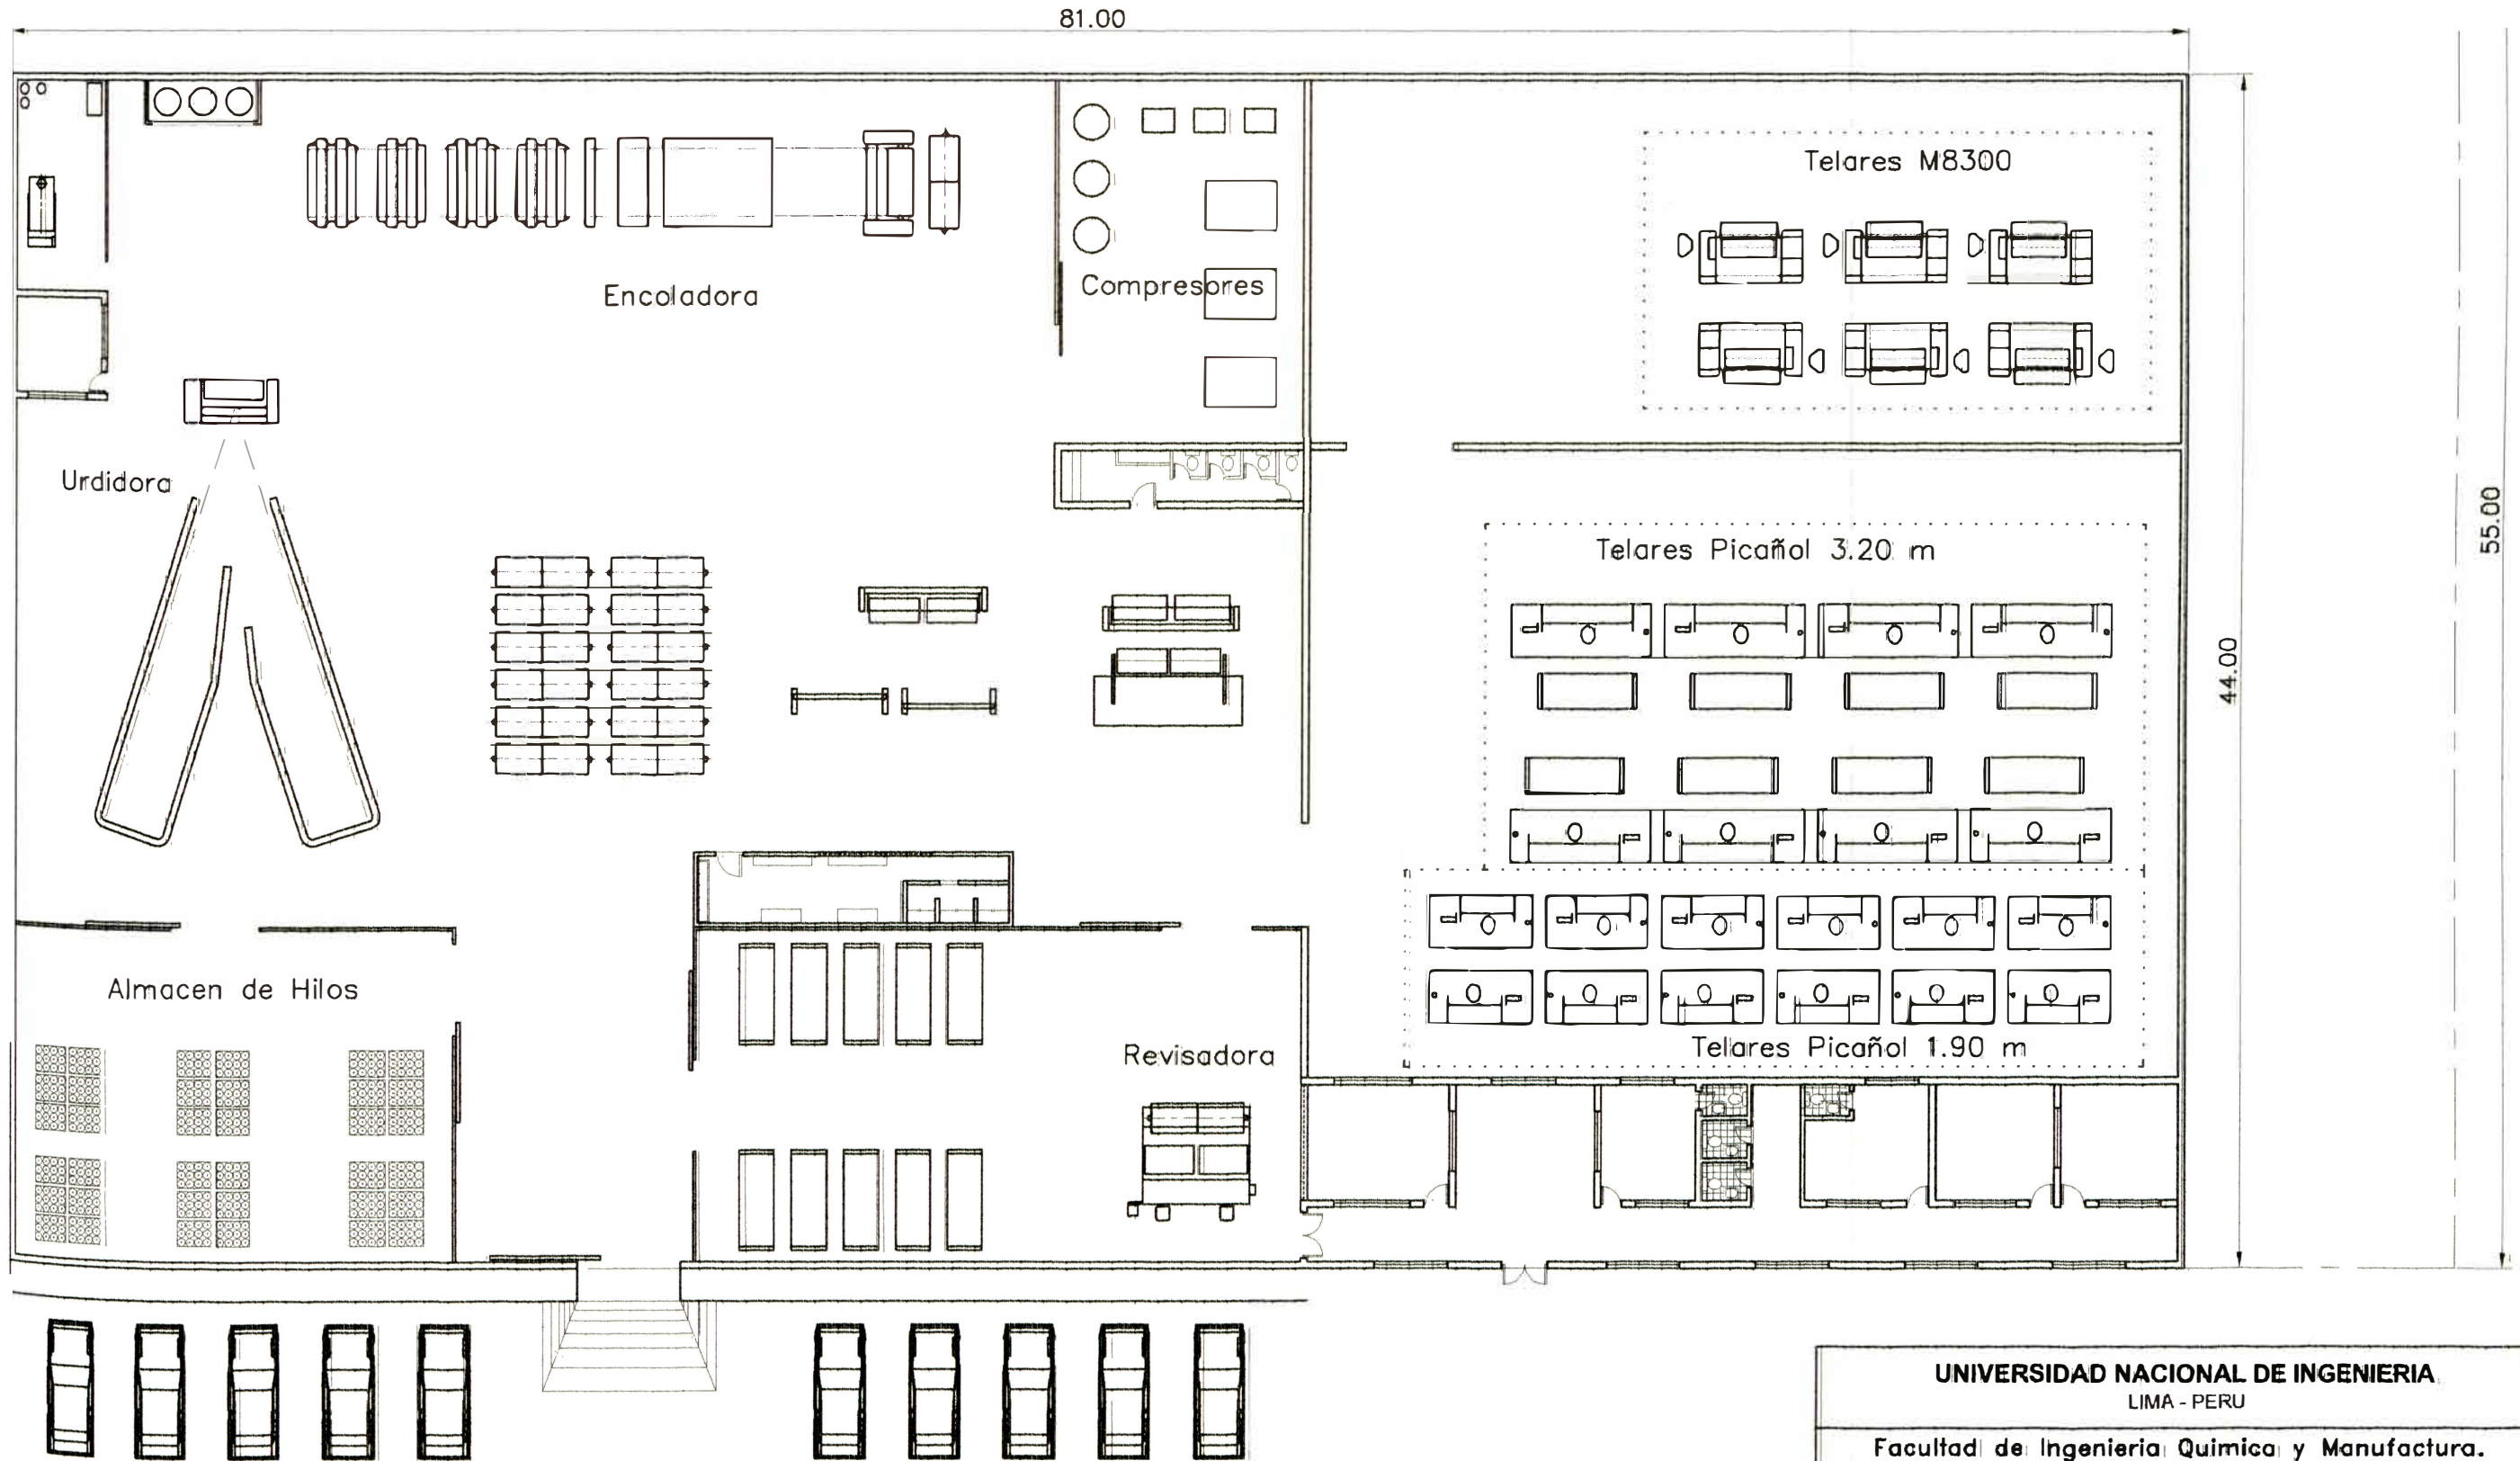 81.00
Telares M8300
Encoladora
Compresores
Urdidora
Telares Picañol 3.20 m
55.00
44.00
Almacen de Hilos
Revisadora
Telares Picañol 1.90 m
UNIVERSIDAD NACIONAL DE INGENIERIA
LIMA - PERU
Facultad de Ingenieria Quimica y Manufactura.